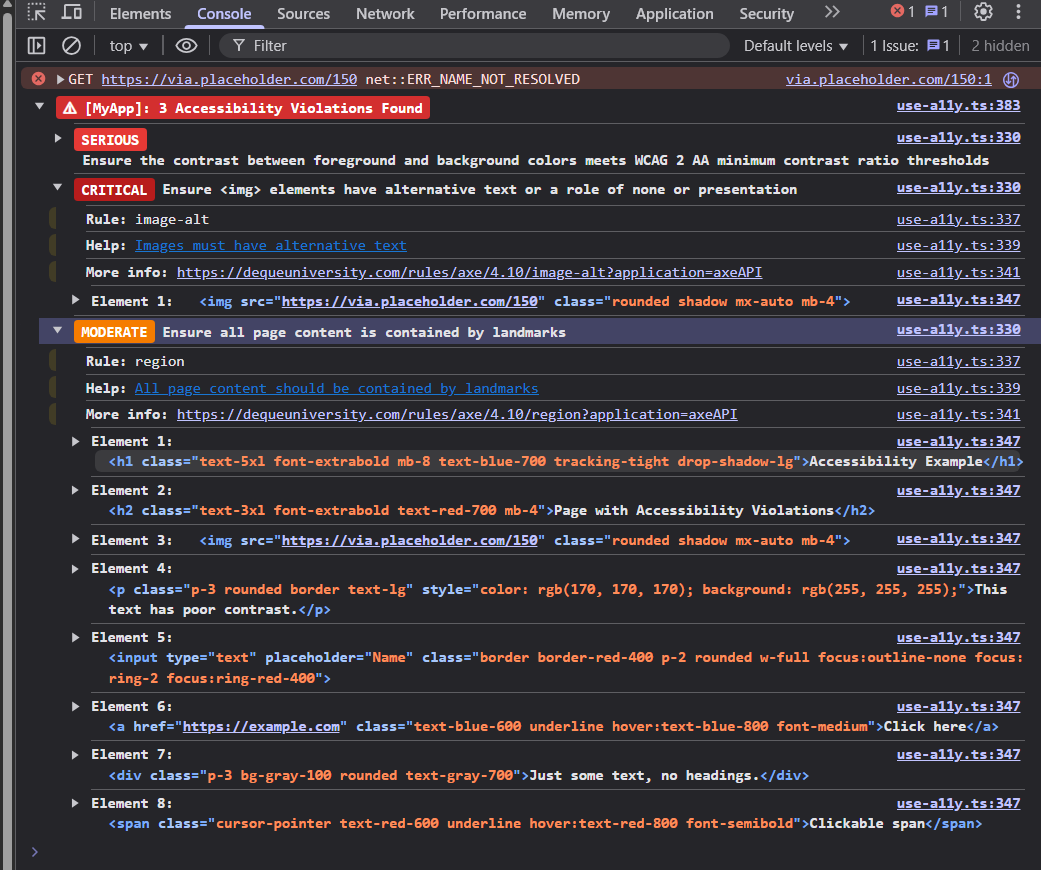 Elements Console Sources Network Performance Memory Application Security 1 1
top Filter Default levels 1 Issue: 1 2 hidden
GET https://via.placeholder.com/150 net::ERR_NAME_NOT_RESOLVED via.placeholder.com/150:1
[MyApp]: 3 Accessibility Violations Found use-a11y.ts:383
SERIOUS use-a11y.ts:330
Ensure the contrast between foreground and background colors meets WCAG 2 AA minimum contrast ratio thresholds
CRITICAL Ensure <img> elements have alternative text or a role of none or presentation use-a11y.ts:330
Rule: image-alt use-a11y.ts:337
Help: Images must have alternative text use-a11y.ts:339
More info: https://dequeuniversity.com/rules/axe/4.10/image-alt?application=axeAPI use-a11y.ts:341
Element 1: <img src="https://via.placeholder.com/150" class="rounded shadow mx-auto mb-4"> use-a11y.ts:347
MODERATE Ensure all page content is contained by landmarks use-a11y.ts:330
Rule: region use-a11y.ts:337
Help: All page content should be contained by landmarks use-a11y.ts:339
More info: https://dequeuniversity.com/rules/axe/4.10/region?application=axeAPI use-a11y.ts:341
Element 1: use-a11y.ts:347
<h1 class="text-5xl font-extrabold mb-8 text-blue-700 tracking-tight drop-shadow-lg">Accessibility Example</h1>
Element 2: use-a11y.ts:347
<h2 class="text-3xl font-extrabold text-red-700 mb-4">Page with Accessibility Violations</h2>
Element 3: <img src="https://via.placeholder.com/150" class="rounded shadow mx-auto mb-4"> use-a11y.ts:347
Element 4: use-a11y.ts:347
<p class="p-3 rounded border text-lg" style="color: rgb(170, 170, 170); background: rgb(255, 255, 255);">This
text has poor contrast.</p>
Element 5: use-a11y.ts:347
<input type="text" placeholder="Name" class="border border-red-400 p-2 rounded w-full focus:outline-none focus:
ring-2 focus:ring-red-400">
Element 6: use-a11y.ts:347
<a href="https://example.com" class="text-blue-600 underline hover:text-blue-800 font-medium">Click here</a>
Element 7: use-a11y.ts:347
<div class="p-3 bg-gray-100 rounded text-gray-700">Just some text, no headings.</div>
Element 8: use-a11y.ts:347
<span class="cursor-pointer text-red-600 underline hover:text-red-800 font-semibold">Clickable span</span>